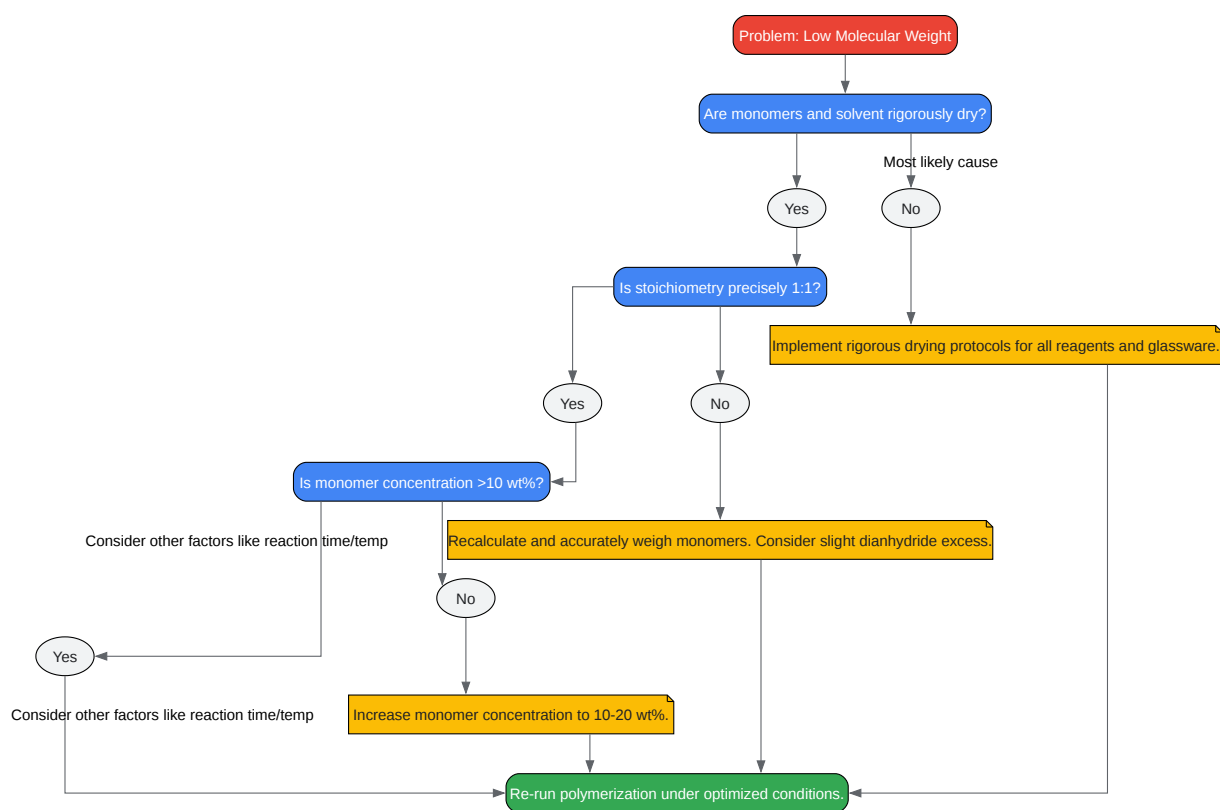 Problem: Low Molecular Weight
Are monomers and solvent rigorously dry?
Most likely cause
Yes
No
Is stoichiometry precisely 1:1?
Implement rigorous drying protocols for all reagents and glassware.
Yes
No
Is monomer concentration >10 wt%?
Consider other factors like reaction time/temp
Recalculate and accurately weigh monomers. Consider slight dianhydride excess.
No
Yes
Consider other factors like reaction time/temp
Increase monomer concentration to 10-20 wt%.
Re-run polymerization under optimized conditions.